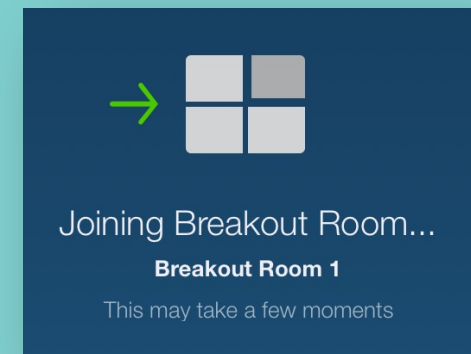 Joining Breakout Room...
Breakout Room 1
This may take a few moments